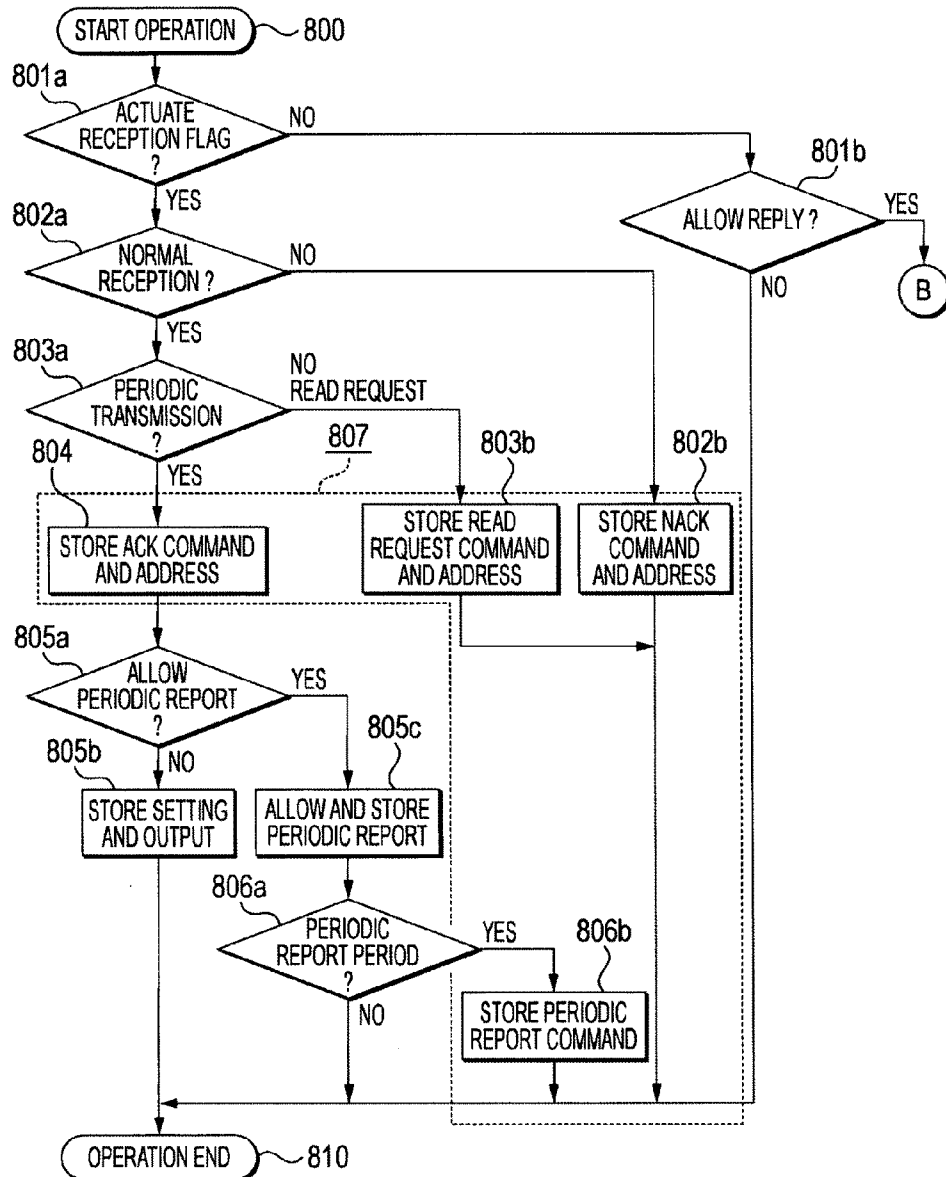 START OPERATION
800
801a
ACTUATE
RECEPTION FLAG
?
NO
YES
801b
ALLOW REPLY ?
YES
NO
B
802a
NORMAL
RECEPTION ?
NO
YES
803a
PERIODIC
TRANSMISSION
?
NO
READ REQUEST
YES
804
807
803b
802b
STORE ACK COMMAND
AND ADDRESS
STORE READ
REQUEST COMMAND
AND ADDRESS
STORE NACK
COMMAND
AND ADDRESS
805a
ALLOW
PERIODIC REPORT
?
YES
NO
805b
STORE SETTING
AND OUTPUT
805c
ALLOW AND STORE
PERIODIC REPORT
806a
PERIODIC
REPORT PERIOD
?
YES
NO
806b
STORE PERIODIC
REPORT COMMAND
OPERATION END
810